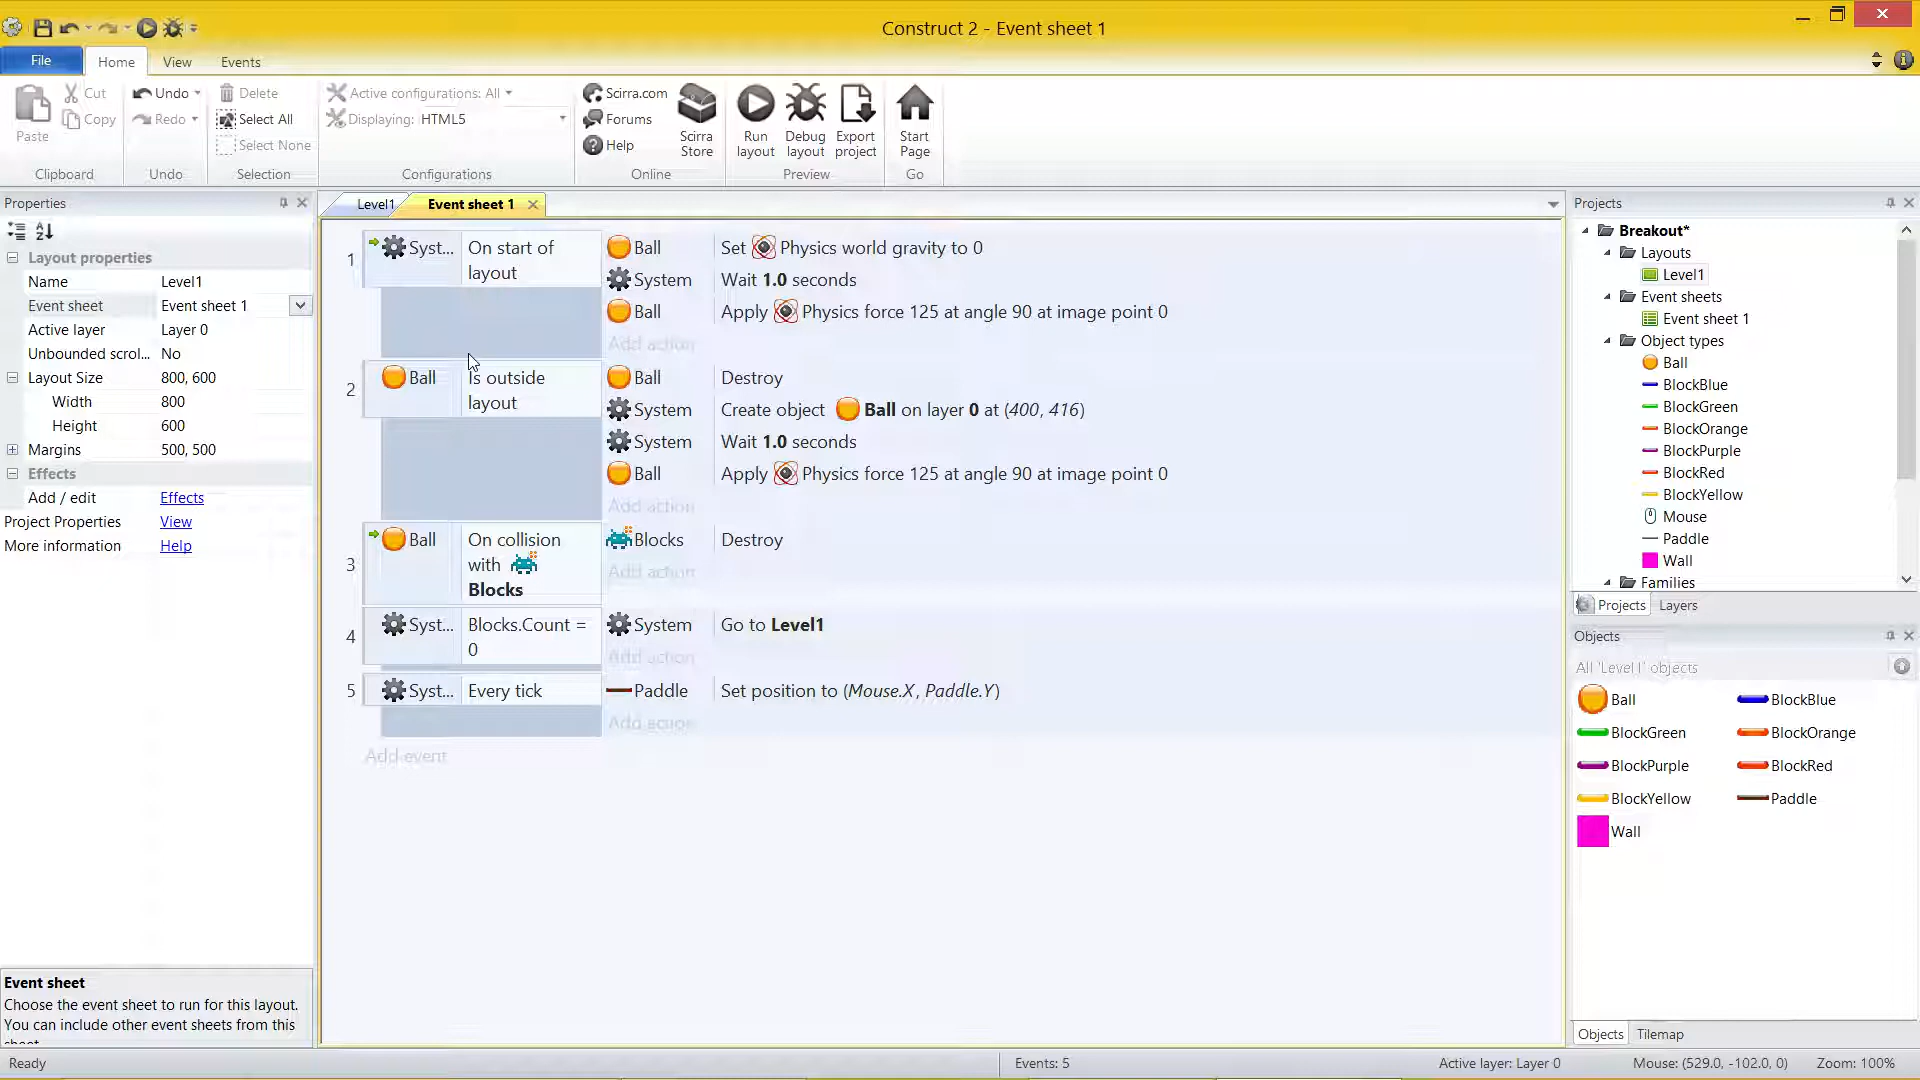 Construct 2 - Event sheet 1
File
Home
View
Events
Paste
Cut
Copy
Clipboard
Undo
Redo
Undo
Delete
Select All
Select None
Selection
Active configurations: All
Displaying: HTML5
Configurations
Scirra.com
Forums
Help
Scirra Store
Online
Run layout
Debug layout
Export project
Preview
Start Page
Go
Properties
Layout properties
Name Level1
Event sheet Event sheet 1
Active layer Layer 0
Unbounded scrol... No
Layout Size 800, 600
Width 800
Height 600
Margins 500, 500
Effects
Add / edit Effects
Project Properties View
More information Help
Event sheet
Choose the event sheet to run for this layout.
You can include other event sheets from this
Level1
Event sheet 1
1 Syst... On start of layout
Ball Set Physics world gravity to 0
System Wait 1.0 seconds
Ball Apply Physics force 125 at angle 90 at image point 0
Add action
2 Ball Is outside layout
Ball Destroy
System Create object Ball on layer 0 at (400, 416)
System Wait 1.0 seconds
Ball Apply Physics force 125 at angle 90 at image point 0
Add action
3 Ball On collision with Blocks
Blocks Destroy
Add action
4 Syst... Blocks.Count = 0
System Go to Level1
Add action
5 Syst... Every tick
Paddle Set position to (Mouse.X, Paddle.Y)
Add action
Add event
Projects
Breakout*
Layouts
Level1
Event sheets
Event sheet 1
Object types
Ball
BlockBlue
BlockGreen
BlockOrange
BlockPurple
BlockRed
BlockYellow
Mouse
Paddle
Wall
Families
Projects
Layers
Objects
All 'Level1' objects
Ball BlockBlue
BlockGreen BlockOrange
BlockPurple BlockRed
BlockYellow Paddle
Wall
Objects
Tilemap
Ready
Events: 5
Active layer: Layer 0
Mouse: (529.0, -102.0, 0)
Zoom: 100%